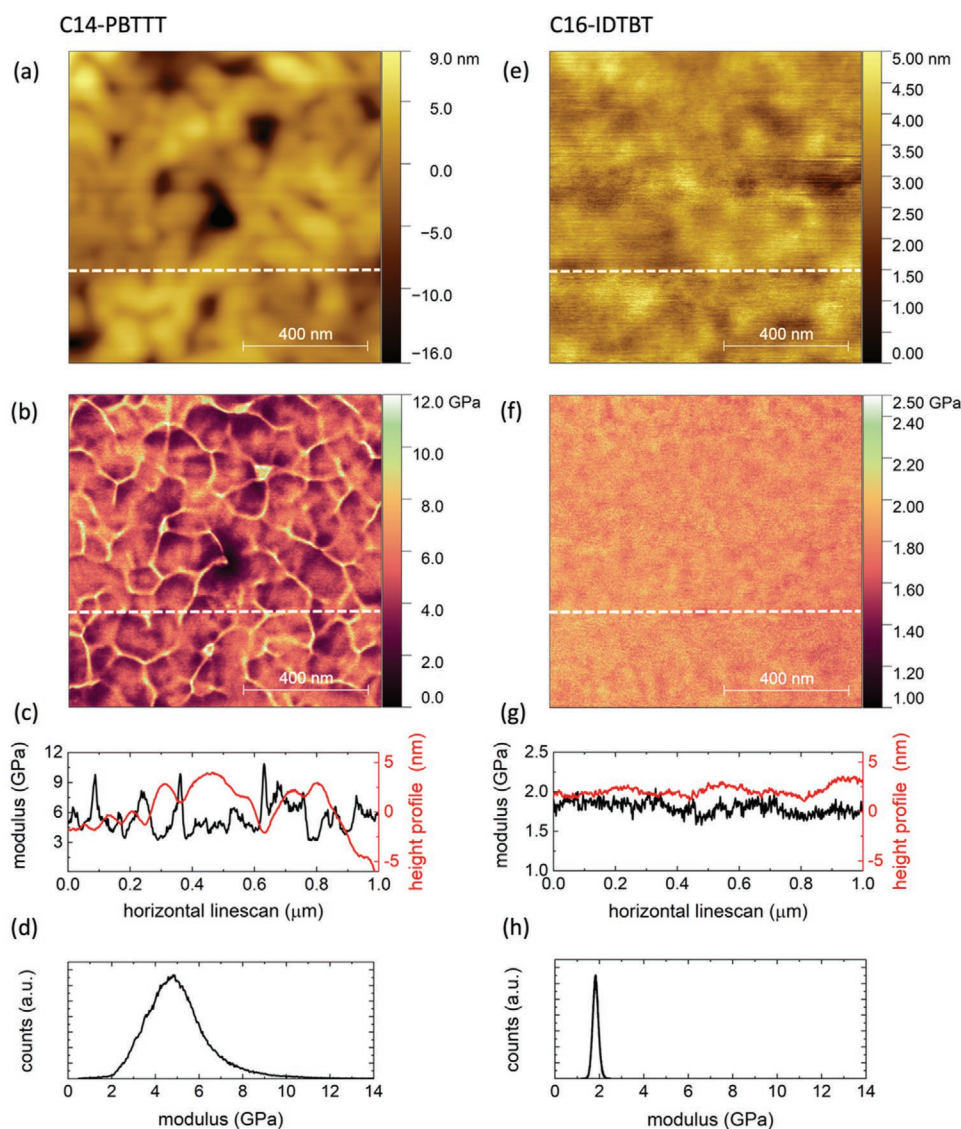 C14-PBTTT
C16-IDTBT
(a)
9.0 nm
5.0
0.0
−5.0
−10.0
−16.0
400 nm
(e)
5.00 nm
4.50
4.00
3.50
3.00
2.50
2.00
1.50
1.00
0.00
400 nm
(b)
12.0 GPa
10.0
8.0
6.0
4.0
2.0
0.0
400 nm
(f)
2.50 GPa
2.40
2.20
2.00
1.80
1.60
1.40
1.20
1.00
400 nm
(c)
modulus (GPa)
12
9
6
3
5
0
-5
height profile (nm)
0.0 0.2 0.4 0.6 0.8 1.0
horizontal linescan (μm)
(g)
modulus (GPa)
2.5
2.0
1.5
1.0
5
0
-5
height profile (nm)
0.0 0.2 0.4 0.6 0.8 1.0
horizontal linescan (μm)
(d)
counts (a.u.)
0 2 4 6 8 10 12 14
modulus (GPa)
(h)
counts (a.u.)
0 2 4 6 8 10 12 14
modulus (GPa)